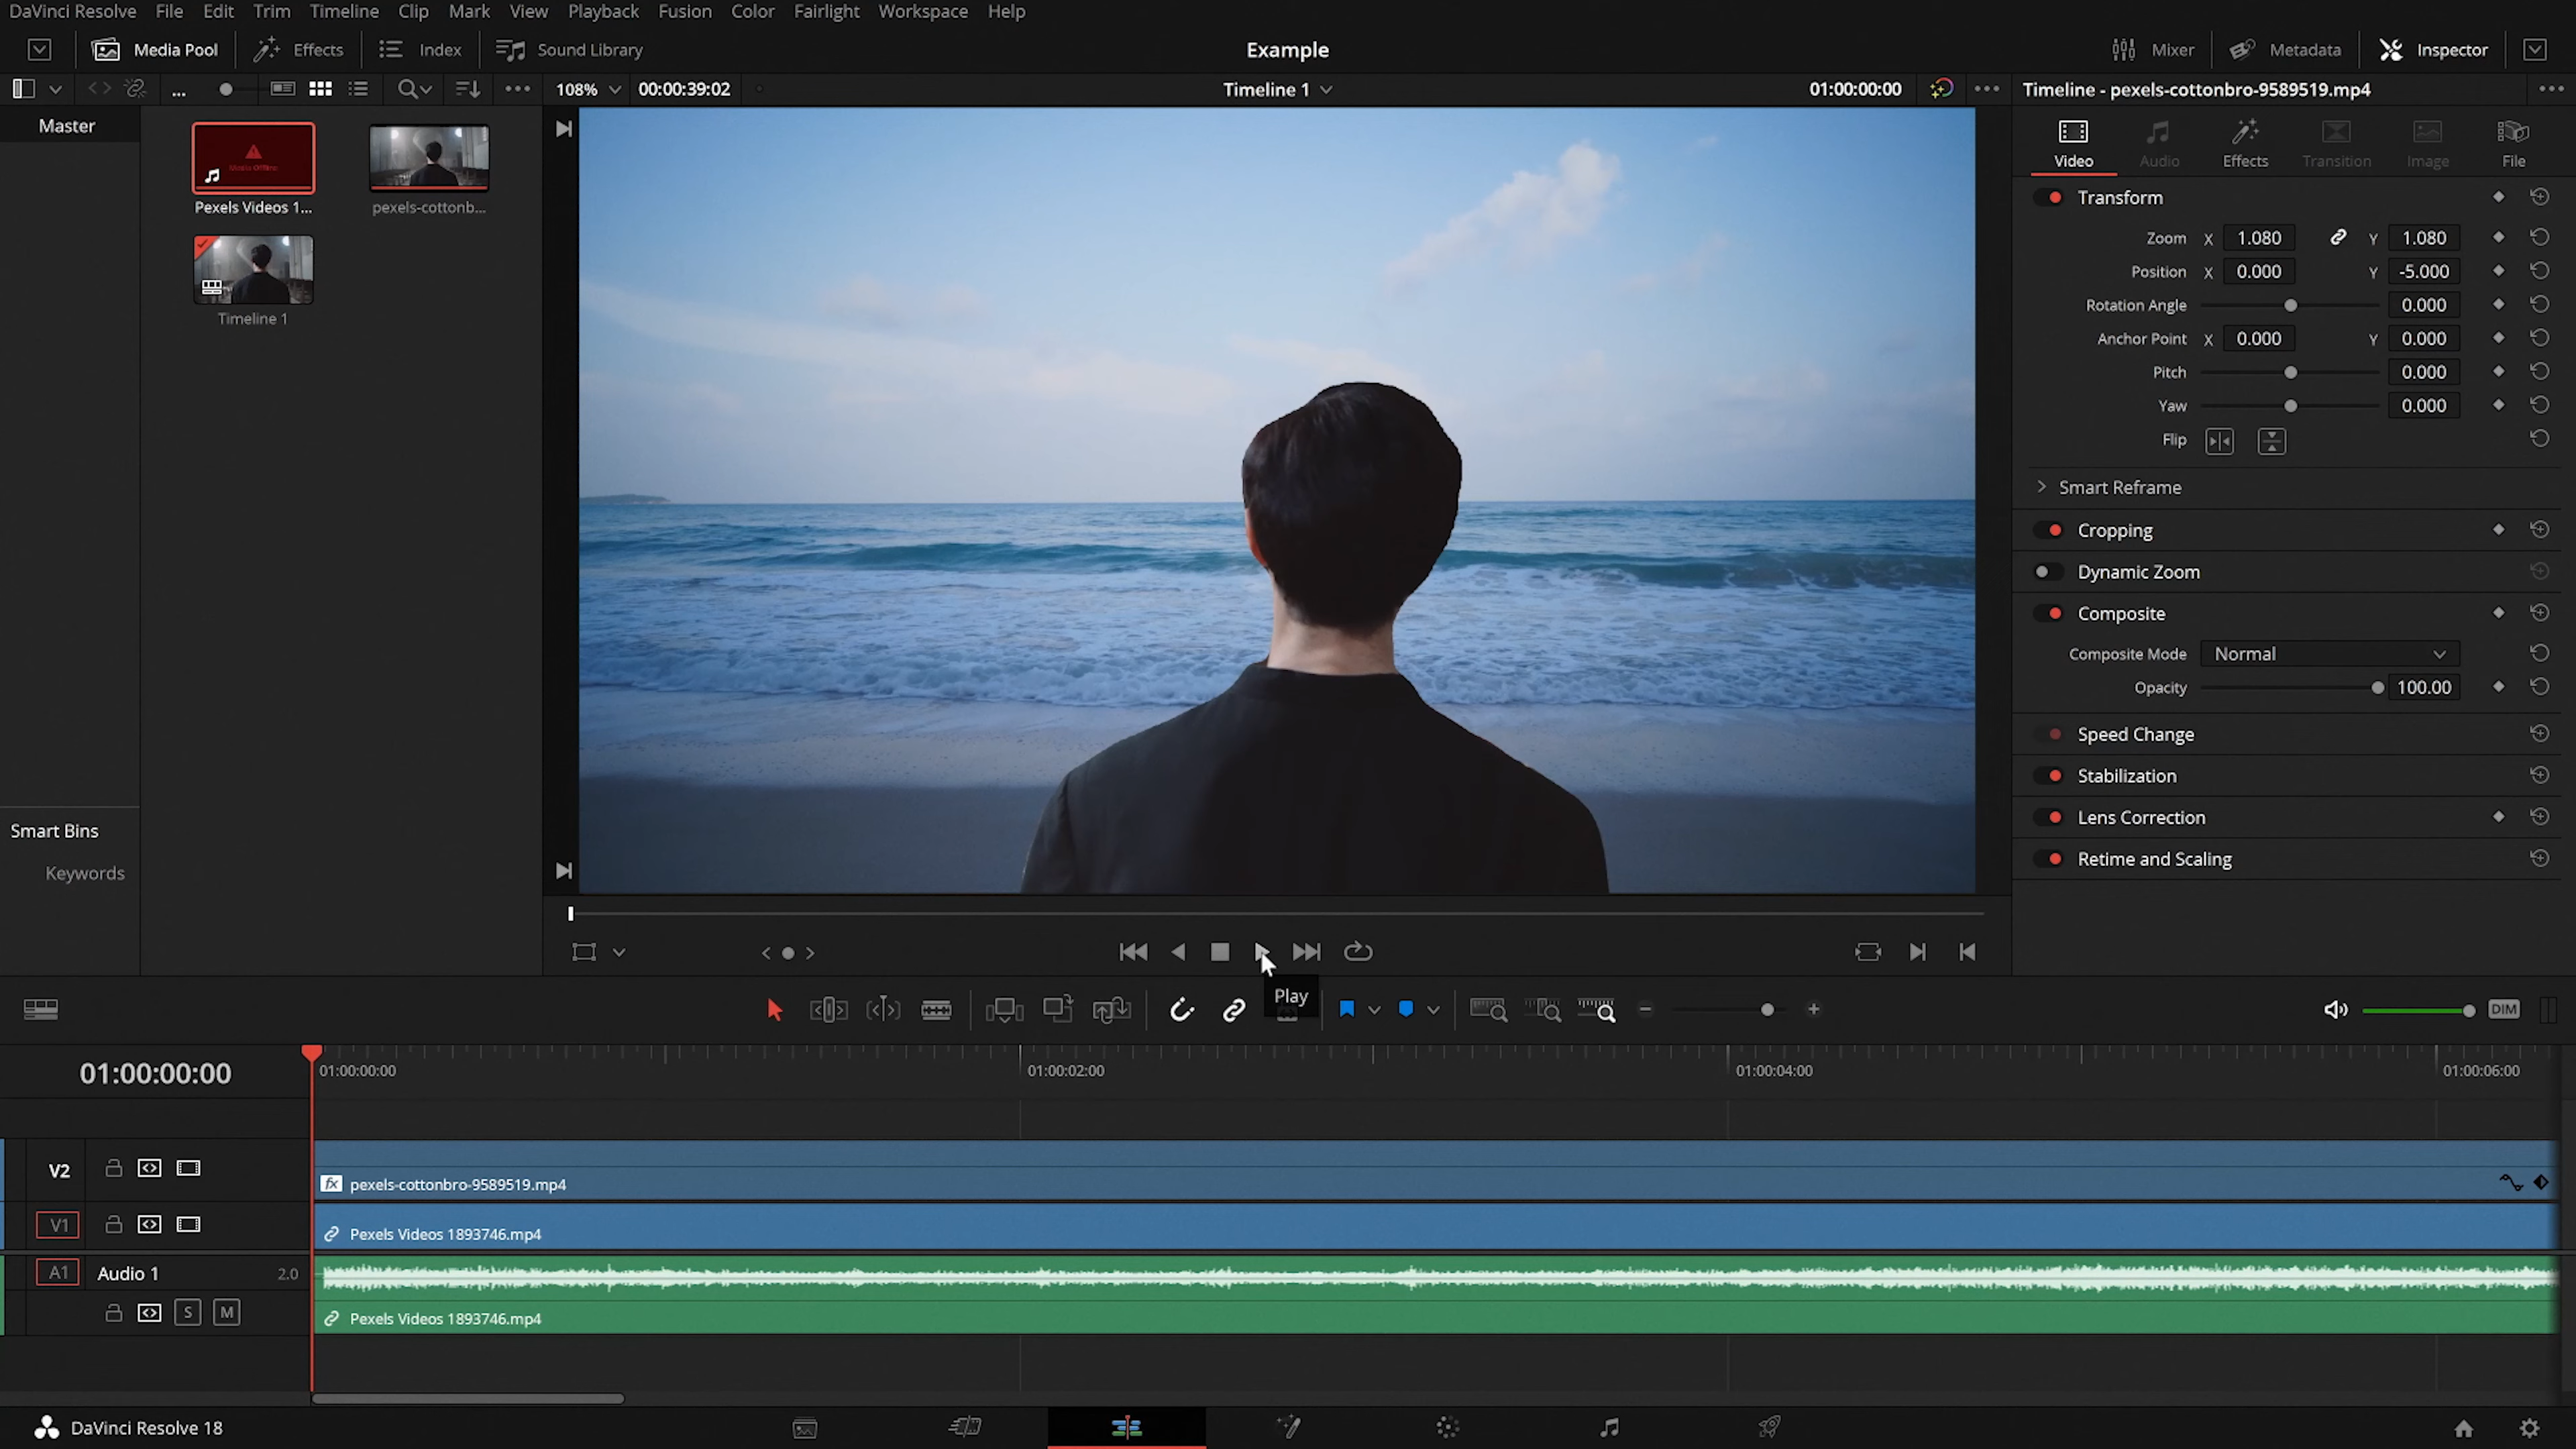 DaVinci Resolve File Edit Trim Timeline Clip Mark View Playback Fusion Color Fairlight Workspace Help
Media Pool Effects Index Sound Library Example Mixer Metadata Inspector
... 108% 00:00:39:02 Timeline 1 01:00:00:00 Timeline - pexels-cottonbro-9589519.mp4
Master
Media Offline
Pexels Videos 1...
pexels-cottonb...
Timeline 1
Smart Bins
Keywords
Video Audio Effects Transition Image File
Transform
Zoom X 1.080 Y 1.080
Position X 0.000 Y -5.000
Rotation Angle 0.000
Anchor Point X 0.000 Y 0.000
Pitch 0.000
Yaw 0.000
Flip
Smart Reframe
Cropping
Dynamic Zoom
Composite
Composite Mode Normal
Opacity 100.00
Speed Change
Stabilization
Lens Correction
Retime and Scaling
Play
DIM
01:00:00:00
01:00:00:00 01:00:02:00 01:00:04:00 01:00:06:00
V2
fx pexels-cottonbro-9589519.mp4
V1
Pexels Videos 1893746.mp4
A1 Audio 1 2.0
S M
Pexels Videos 1893746.mp4
DaVinci Resolve 18